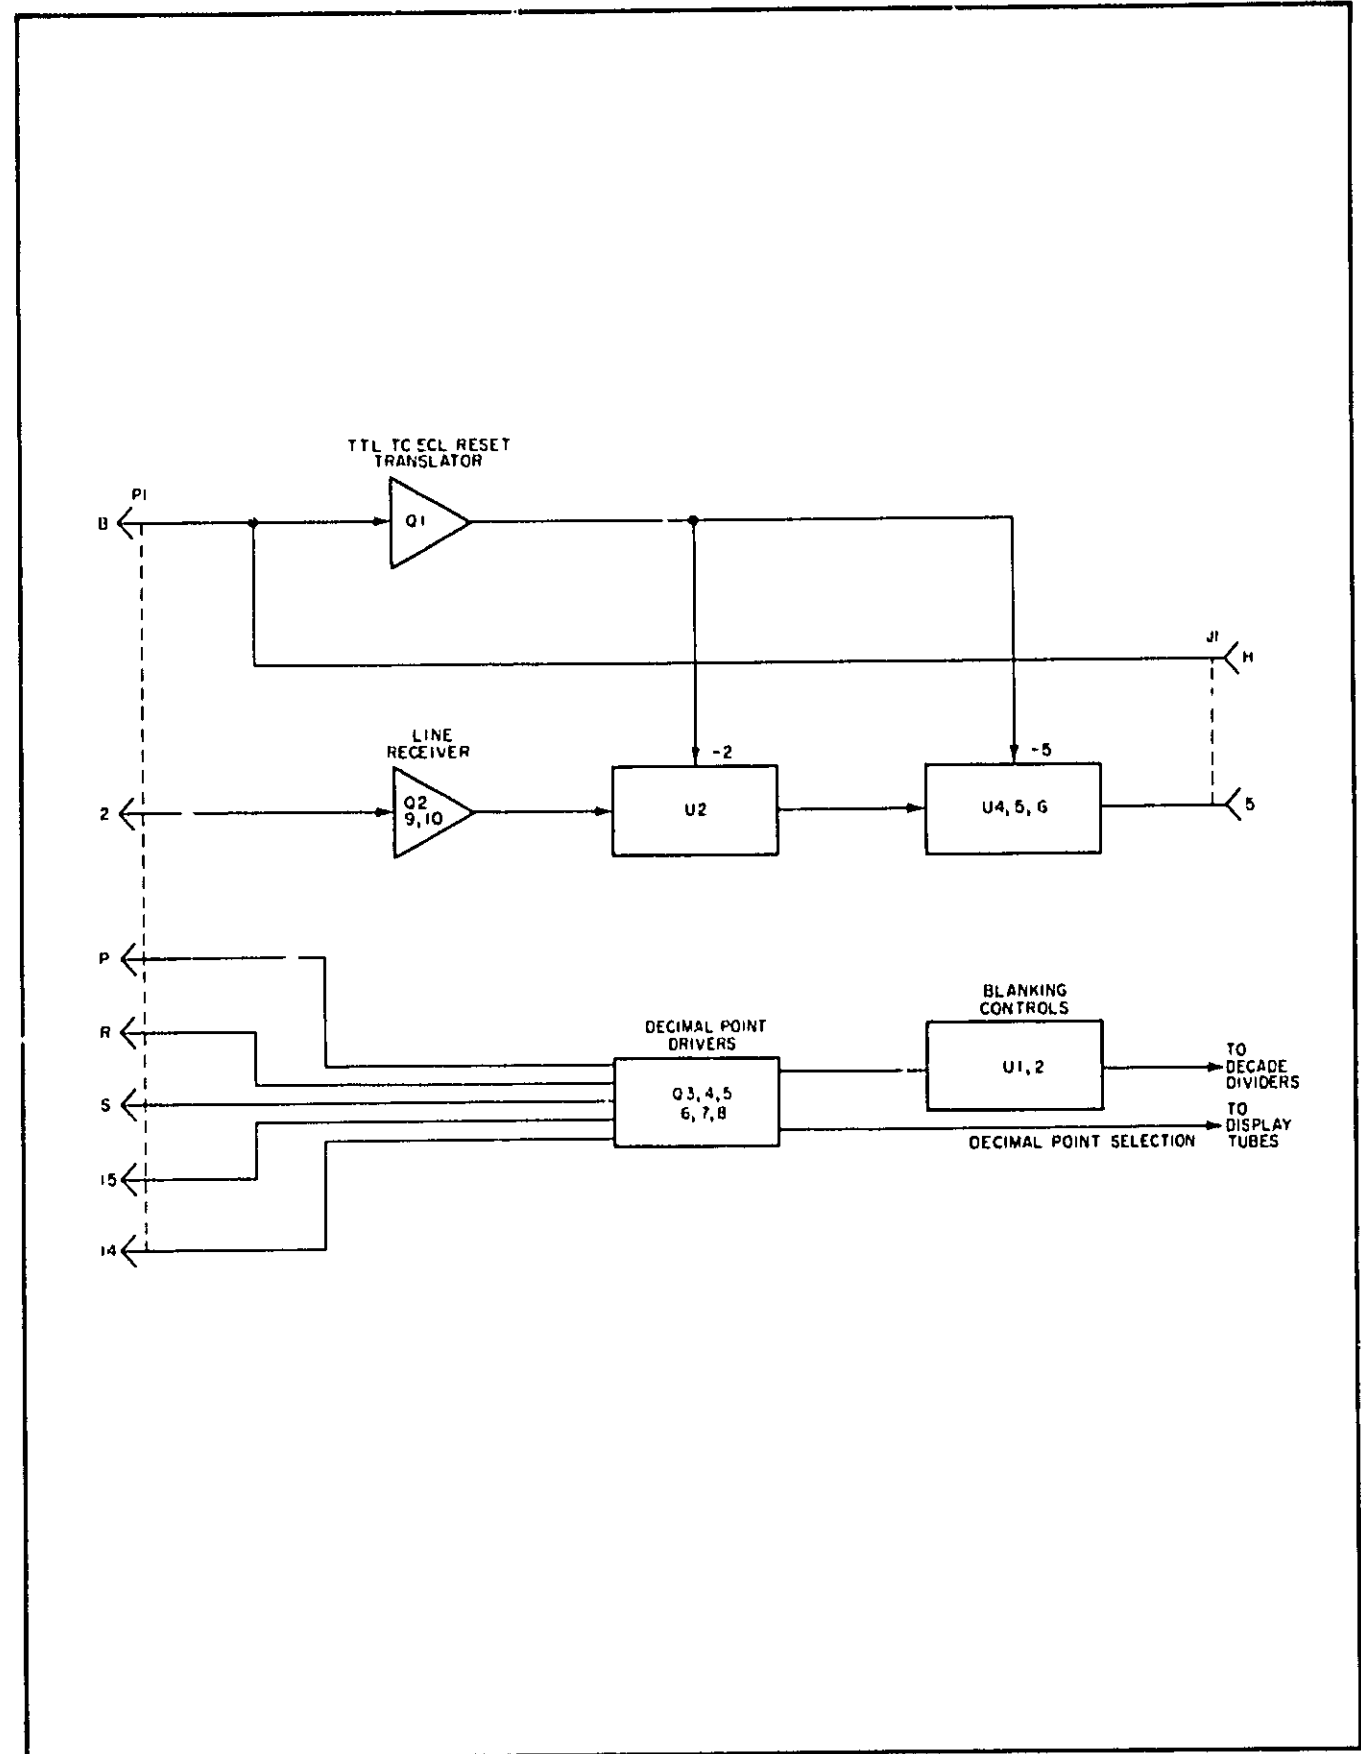 TTL TC ECL RESET
TRANSLATOR
P1
B
Q1
J1
H
LINE
RECEIVER
-2
-5
2
Q2
9,10
U2
U4,5,6
5
P
BLANKING
CONTROLS
R
DECIMAL POINT
DRIVERS
U1,2
TO
DECADE
DIVIDERS
S
Q3,4,5
6,7,8
TO
DISPLAY
TUBES
DECIMAL POINT SELECTION
15
14